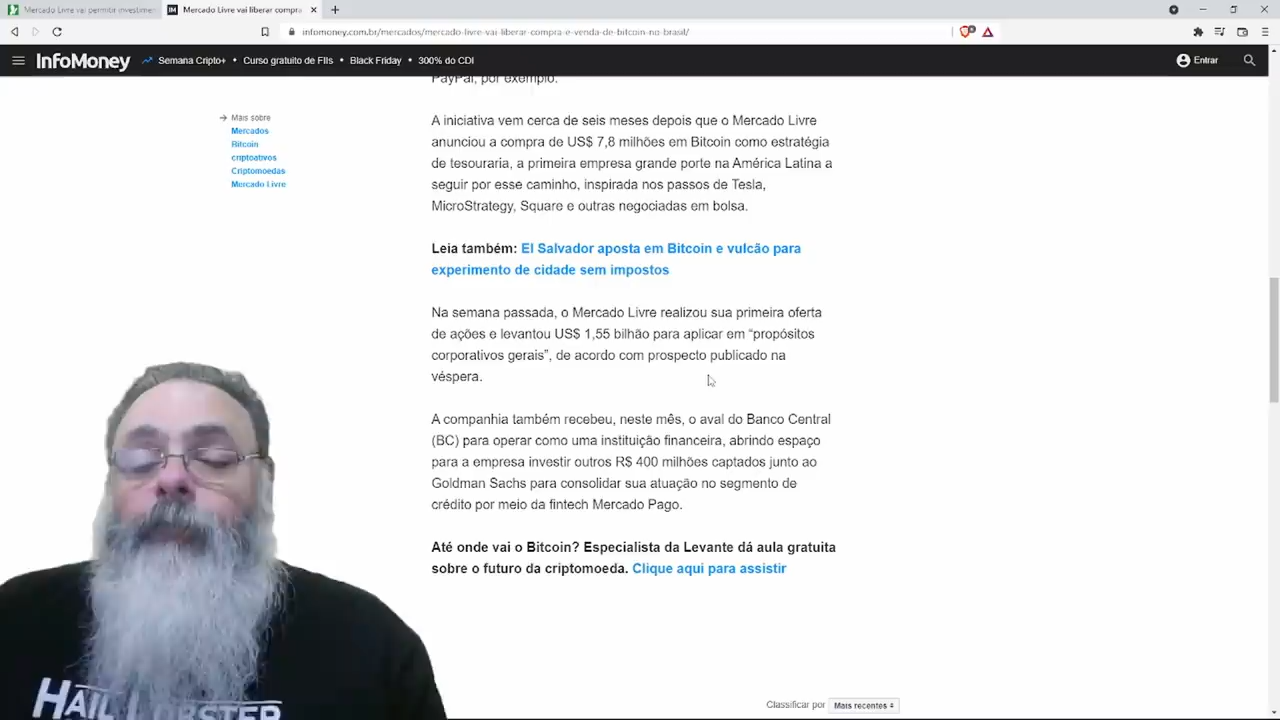 Mercado Livre vai permitir investimen
Mercado Livre vai liberar compra
infomoney.com.br/mercados/mercado-livre-vai-liberar-compra-e-venda-de-bitcoin-no-brasil/
InfoMoney
Semana Cripto+ • Curso gratuito de FIIs • Black Friday • 300% do CDI
Entrar
PayPal, por exemplo.
Mais sobre
Mercados
Bitcoin
criptoativos
Criptomoedas
Mercado Livre
A iniciativa vem cerca de seis meses depois que o Mercado Livre
anunciou a compra de US$ 7,8 milhões em Bitcoin como estratégia
de tesouraria, a primeira empresa grande porte na América Latina a
seguir por esse caminho, inspirada nos passos de Tesla,
MicroStrategy, Square e outras negociadas em bolsa.
Leia também: El Salvador aposta em Bitcoin e vulcão para
experimento de cidade sem impostos
Na semana passada, o Mercado Livre realizou sua primeira oferta
de ações e levantou US$ 1,55 bilhão para aplicar em “propósitos
corporativos gerais”, de acordo com prospecto publicado na
véspera.
A companhia também recebeu, neste mês, o aval do Banco Central
(BC) para operar como uma instituição financeira, abrindo espaço
para a empresa investir outros R$ 400 milhões captados junto ao
Goldman Sachs para consolidar sua atuação no segmento de
crédito por meio da fintech Mercado Pago.
Até onde vai o Bitcoin? Especialista da Levante dá aula gratuita
sobre o futuro da criptomoeda. Clique aqui para assistir
Classificar por Mais recentes